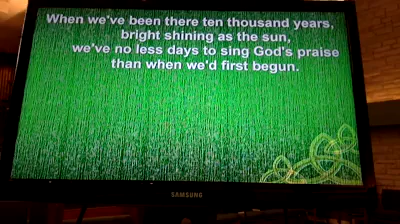 When we've been there ten thousand years,
bright shining as the sun,
we've no less days to sing God's praise
than when we'd first begun.
SAMSUNG